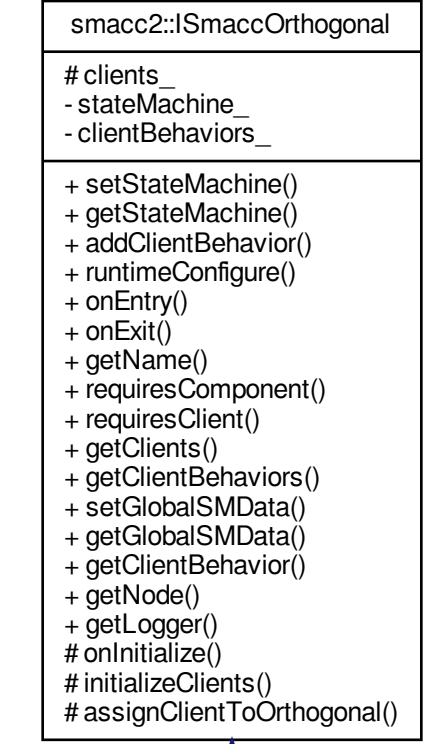 smacc2::ISmaccOrthogonal
# clients_
- stateMachine_
- clientBehaviors_
+ setStateMachine()
+ getStateMachine()
+ addClientBehavior()
+ runtimeConfigure()
+ onEntry()
+ onExit()
+ getName()
+ requiresComponent()
+ requiresClient()
+ getClients()
+ getClientBehaviors()
+ setGlobalSMData()
+ getGlobalSMData()
+ getClientBehavior()
+ getNode()
+ getLogger()
# onInitialize()
# initializeClients()
# assignClientToOrthogonal()